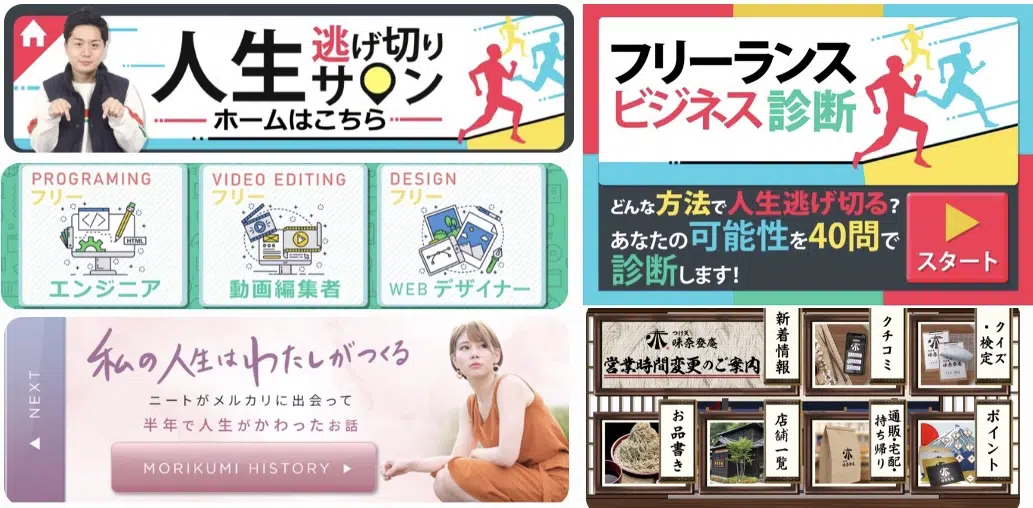 人生逃げ切りサロン
ホームはこちら
PROGRAMING
フリー
HTML
エンジニア
VIDEO EDITING
フリー
動画編集者
DESIGN
フリー
WEBデザイナー
NEXT
私の人生はわたしがつくる
ニートがメルカリに出会って
半年で人生がかわったお話
MORIKUMI HISTORY
フリーランス
ビジネス診断
どんな方法で人生逃げ切る?
あなたの可能性を40問で
診断します!
スタート
つけ天
味奈登庵
営業時間変更のご案内
新着情報
クチコミ
クイズ・検定
お品書き
店舗一覧
通販・宅配・持ち帰り
ポイント